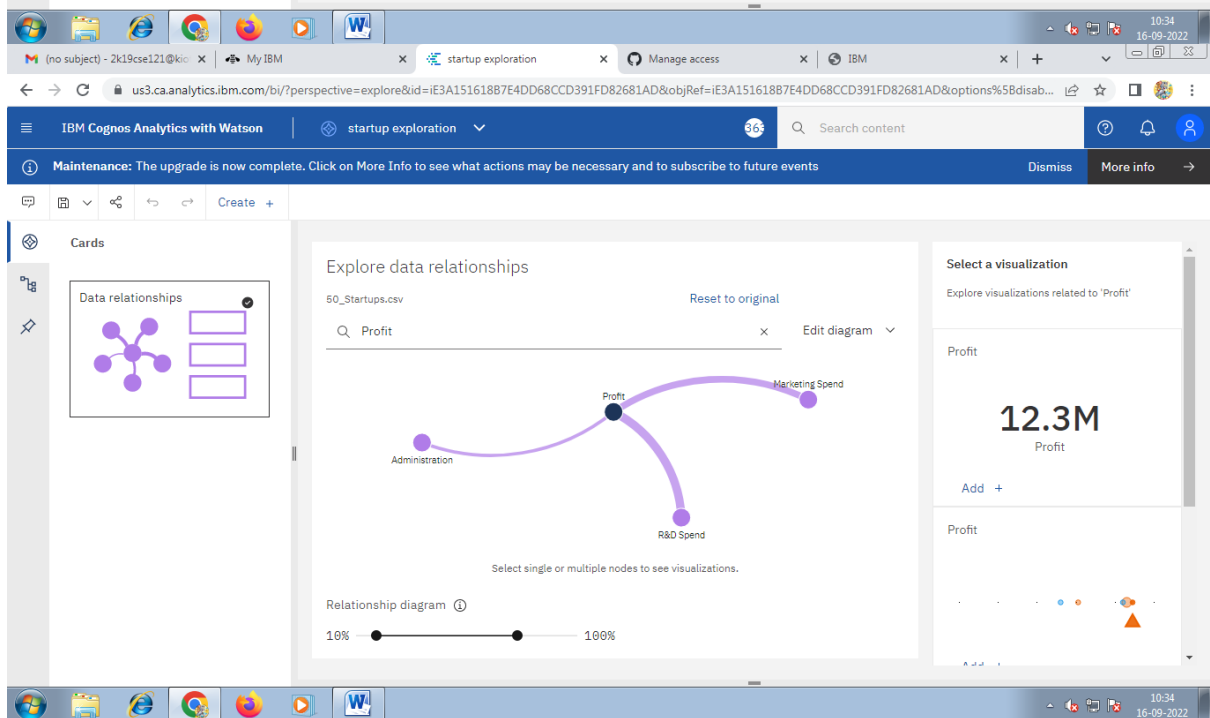 10:34
16-09-2022
(no subject) - 2k19cse121@kio
My IBM
startup exploration
Manage access
IBM
us3.ca.analytics.ibm.com/bi/?perspective=explore&id=iE3A151618B7E4DD68CCD391FD82681AD&objRef=iE3A151618B7E4DD68CCD391FD82681AD&options%5Bdisab...
IBM Cognos Analytics with Watson
startup exploration
363
Search content
Maintenance: The upgrade is now complete. Click on More Info to see what actions may be necessary and to subscribe to future events
Dismiss
More info
Create +
Cards
Data relationships
Explore data relationships
50_Startups.csv
Reset to original
Profit
Edit diagram
Marketing Spend
Profit
Administration
R&D Spend
Select single or multiple nodes to see visualizations.
Relationship diagram
10%
100%
Select a visualization
Explore visualizations related to 'Profit'
Profit
12.3M
Profit
Add +
Profit
10:34
16-09-2022